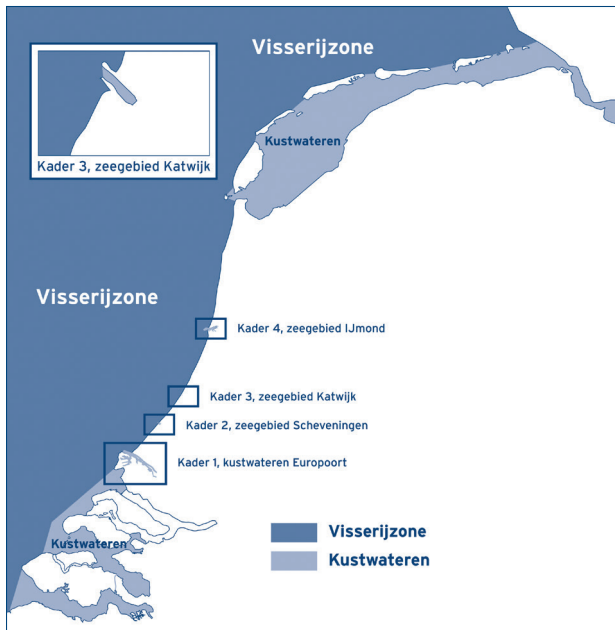 Visserijzone
Kader 3, zeegebied Katwijk
Kustwateren
Visserijzone
Kader 4, zeegebied IJmond
Kader 3, zeegebied Katwijk
Kader 2, zeegebied Scheveningen
Kader 1, kustwateren Europoort
Kustwateren
Visserijzone
Kustwateren